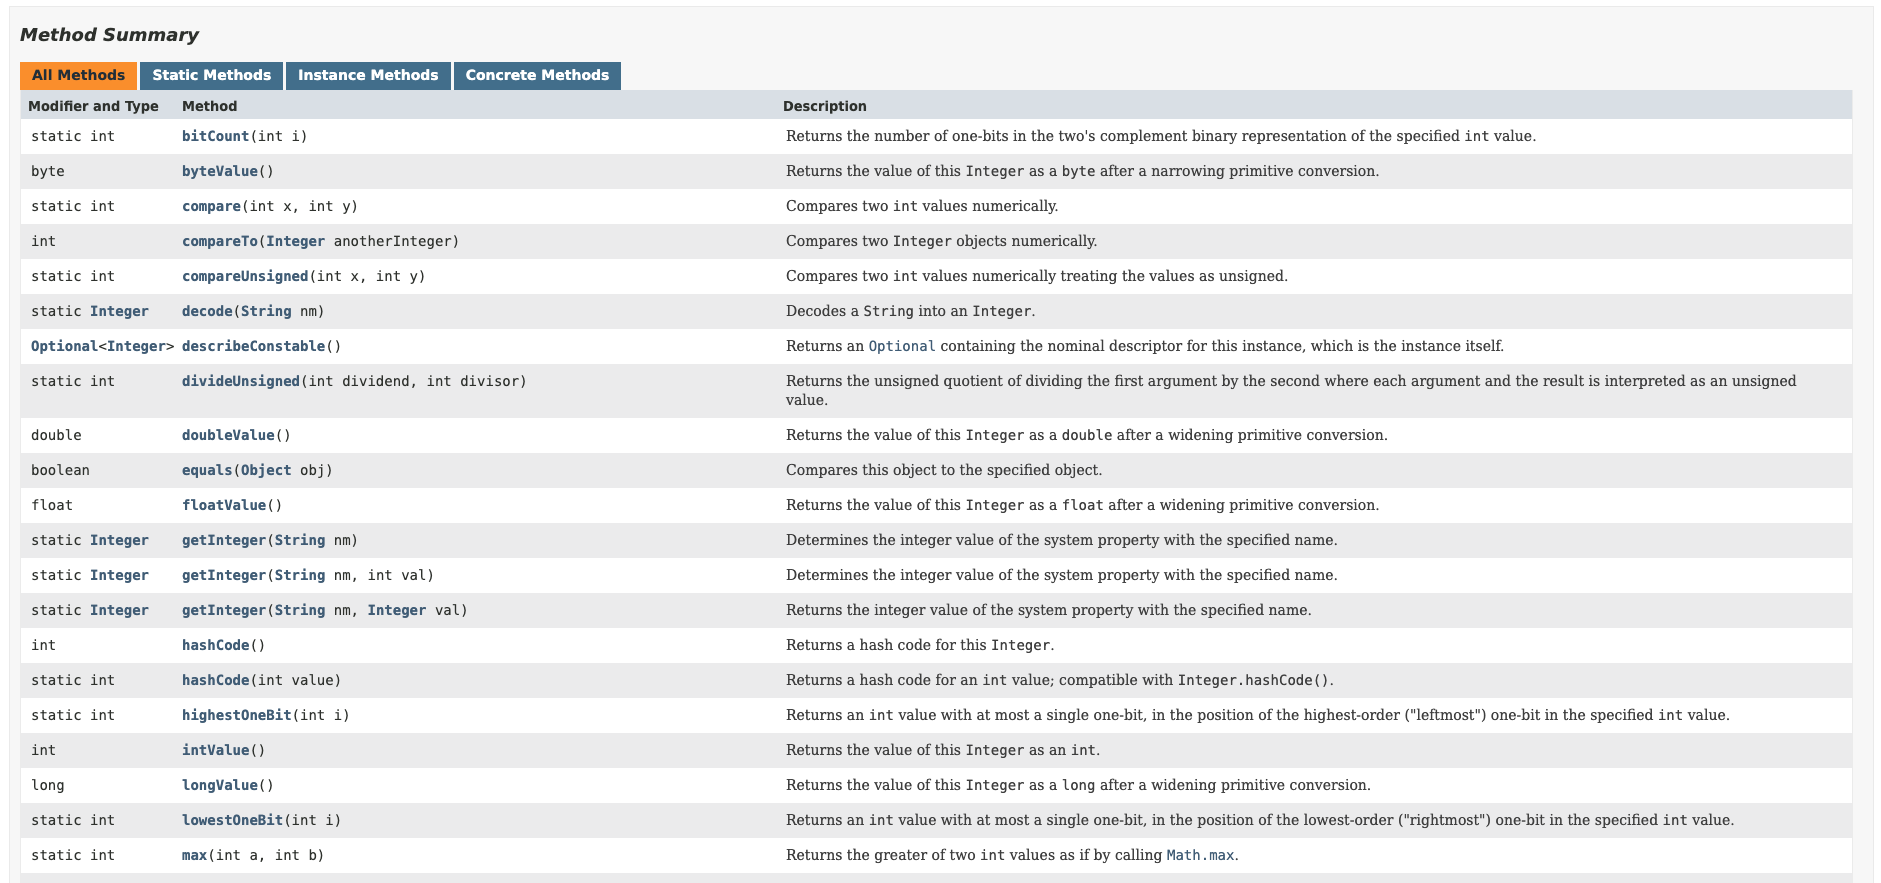 Method Summary
All Methods Static Methods Instance Methods Concrete Methods
Modifier and Type Method Description
static int bitCount(int i) Returns the number of one-bits in the two's complement binary representation of the specified int value.
byte byteValue() Returns the value of this Integer as a byte after a narrowing primitive conversion.
static int compare(int x, int y) Compares two int values numerically.
int compareTo(Integer anotherInteger) Compares two Integer objects numerically.
static int compareUnsigned(int x, int y) Compares two int values numerically treating the values as unsigned.
static Integer decode(String nm) Decodes a String into an Integer.
Optional<Integer> describeConstable() Returns an Optional containing the nominal descriptor for this instance, which is the instance itself.
static int divideUnsigned(int dividend, int divisor) Returns the unsigned quotient of dividing the first argument by the second where each argument and the result is interpreted as an unsigned
value.
double doubleValue() Returns the value of this Integer as a double after a widening primitive conversion.
boolean equals(Object obj) Compares this object to the specified object.
float floatValue() Returns the value of this Integer as a float after a widening primitive conversion.
static Integer getInteger(String nm) Determines the integer value of the system property with the specified name.
static Integer getInteger(String nm, int val) Determines the integer value of the system property with the specified name.
static Integer getInteger(String nm, Integer val) Returns the integer value of the system property with the specified name.
int hashCode() Returns a hash code for this Integer.
static int hashCode(int value) Returns a hash code for an int value; compatible with Integer.hashCode().
static int highestOneBit(int i) Returns an int value with at most a single one-bit, in the position of the highest-order ("leftmost") one-bit in the specified int value.
int intValue() Returns the value of this Integer as an int.
long longValue() Returns the value of this Integer as a long after a widening primitive conversion.
static int lowestOneBit(int i) Returns an int value with at most a single one-bit, in the position of the lowest-order ("rightmost") one-bit in the specified int value.
static int max(int a, int b) Returns the greater of two int values as if by calling Math.max.